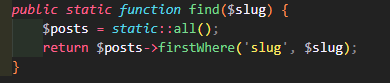 public static function find($slug) {
    $posts = static::all();
    return $posts->firstWhere('slug', $slug);
}